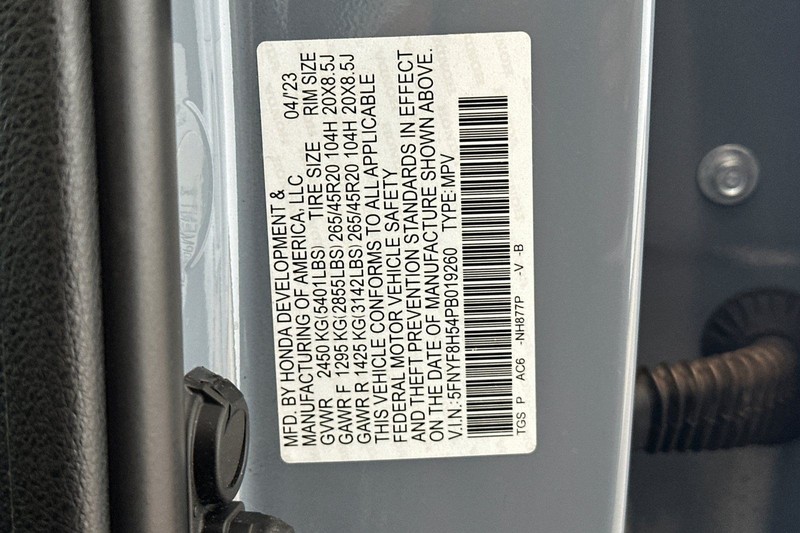 MFD. BY HONDA DEVELOPMENT &
MANUFACTURING OF AMERICA, LLC 04/'23
GVWR 2450 KG(5401LBS) TIRE SIZE RIM SIZE
GAWR F 1295 KG(2855LBS) 265/45R20 104H 20X8.5J
GAWR R 1425 KG(3142LBS) 265/45R20 104H 20X8.5J
THIS VEHICLE CONFORMS TO ALL APPLICABLE
FEDERAL MOTOR VEHICLE SAFETY
AND THEFT PREVENTION STANDARDS IN EFFECT
ON THE DATE OF MANUFACTURE SHOWN ABOVE.
V.I.N.:5FNYF8H54PB019260 TYPE:MPV
TGS P AC6 -NH877P -V -B